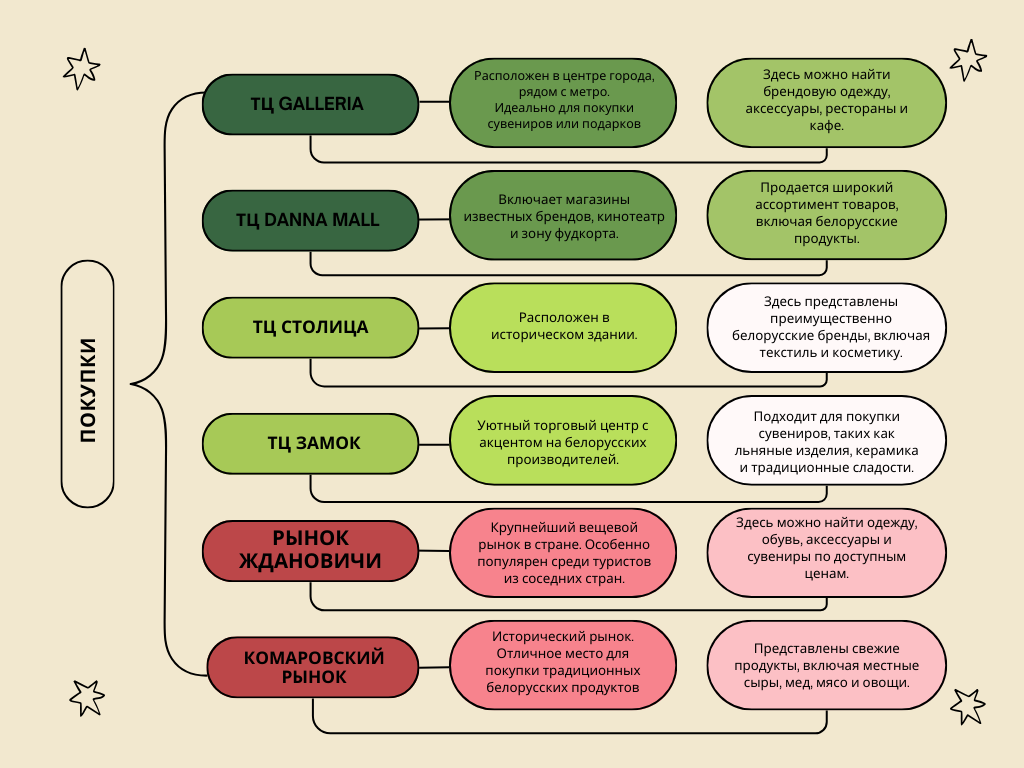 ПОКУПКИ
ТЦ GALLERIA
Расположен в центре города,
рядом с метро.
Идеально для покупки
сувениров или подарков
Здесь можно найти
брендовую одежду,
аксессуары, рестораны и
кафе.
ТЦ DANNA MALL
Включает магазины
известных брендов, кинотеатр
и зону фудкорта.
Продается широкий
ассортимент товаров,
включая белорусские
продукты.
ТЦ СТОЛИЦА
Расположен в
историческом здании.
Здесь представлены
преимущественно
белорусские бренды, включая
текстиль и косметику.
ТЦ ЗАМОК
Уютный торговый центр с
акцентом на белорусских
производителей.
Подходит для покупки
сувениров, таких как
льняные изделия, керамика
и традиционные сладости.
РЫНОК
ЖДАНОВИЧИ
Крупнейший вещевой
рынок в стране. Особенно
популярен среди туристов
из соседних стран.
Здесь можно найти одежду,
обувь, аксессуары и
сувениры по доступным
ценам.
КОМАРОВСКИЙ
РЫНОК
Исторический рынок.
Отличное место для
покупки традиционных
белорусских продуктов
Представлены свежие
продукты, включая местные
сыры, мед, мясо и овощи.